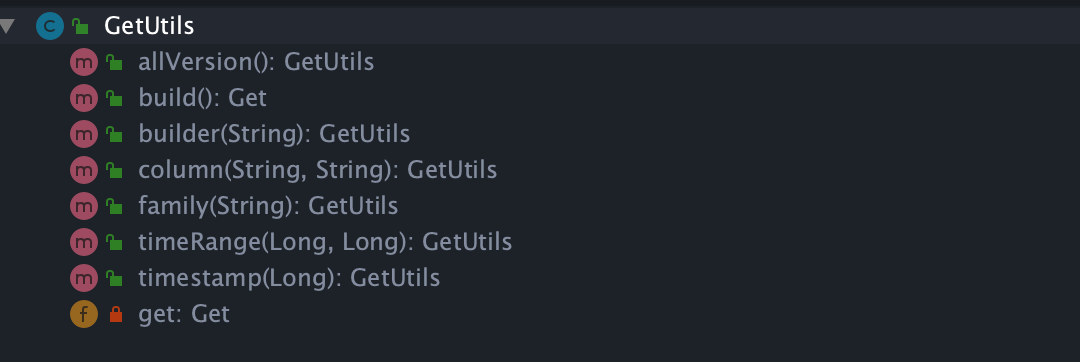 C GetUtils
m allVersion(): GetUtils
m build(): Get
m builder(String): GetUtils
m column(String, String): GetUtils
m family(String): GetUtils
m timeRange(Long, Long): GetUtils
m timestamp(Long): GetUtils
f get: Get